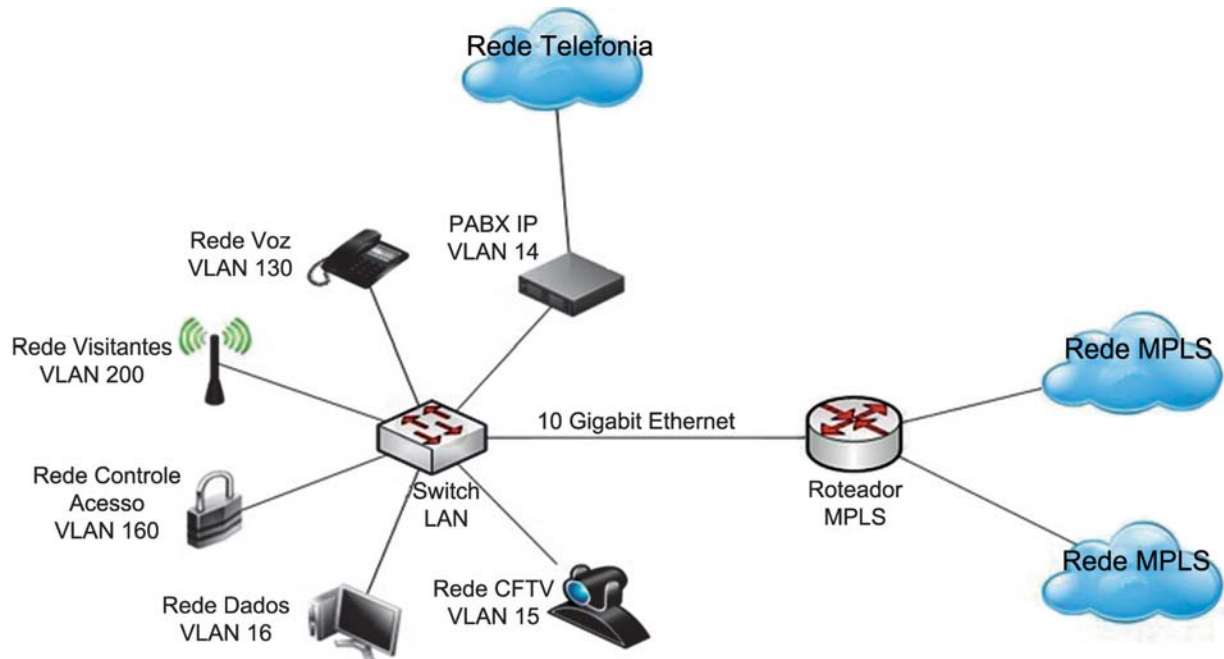 Rede Telefonia
PABX IP
VLAN 14
Rede Voz
VLAN 130
Rede Visitantes
VLAN 200
Rede MPLS
10 Gigabit Ethernet
Rede Controle
Acesso
VLAN 160
Switch
LAN
Roteador
MPLS
Rede MPLS
Rede Dados
VLAN 16
Rede CFTV
VLAN 15